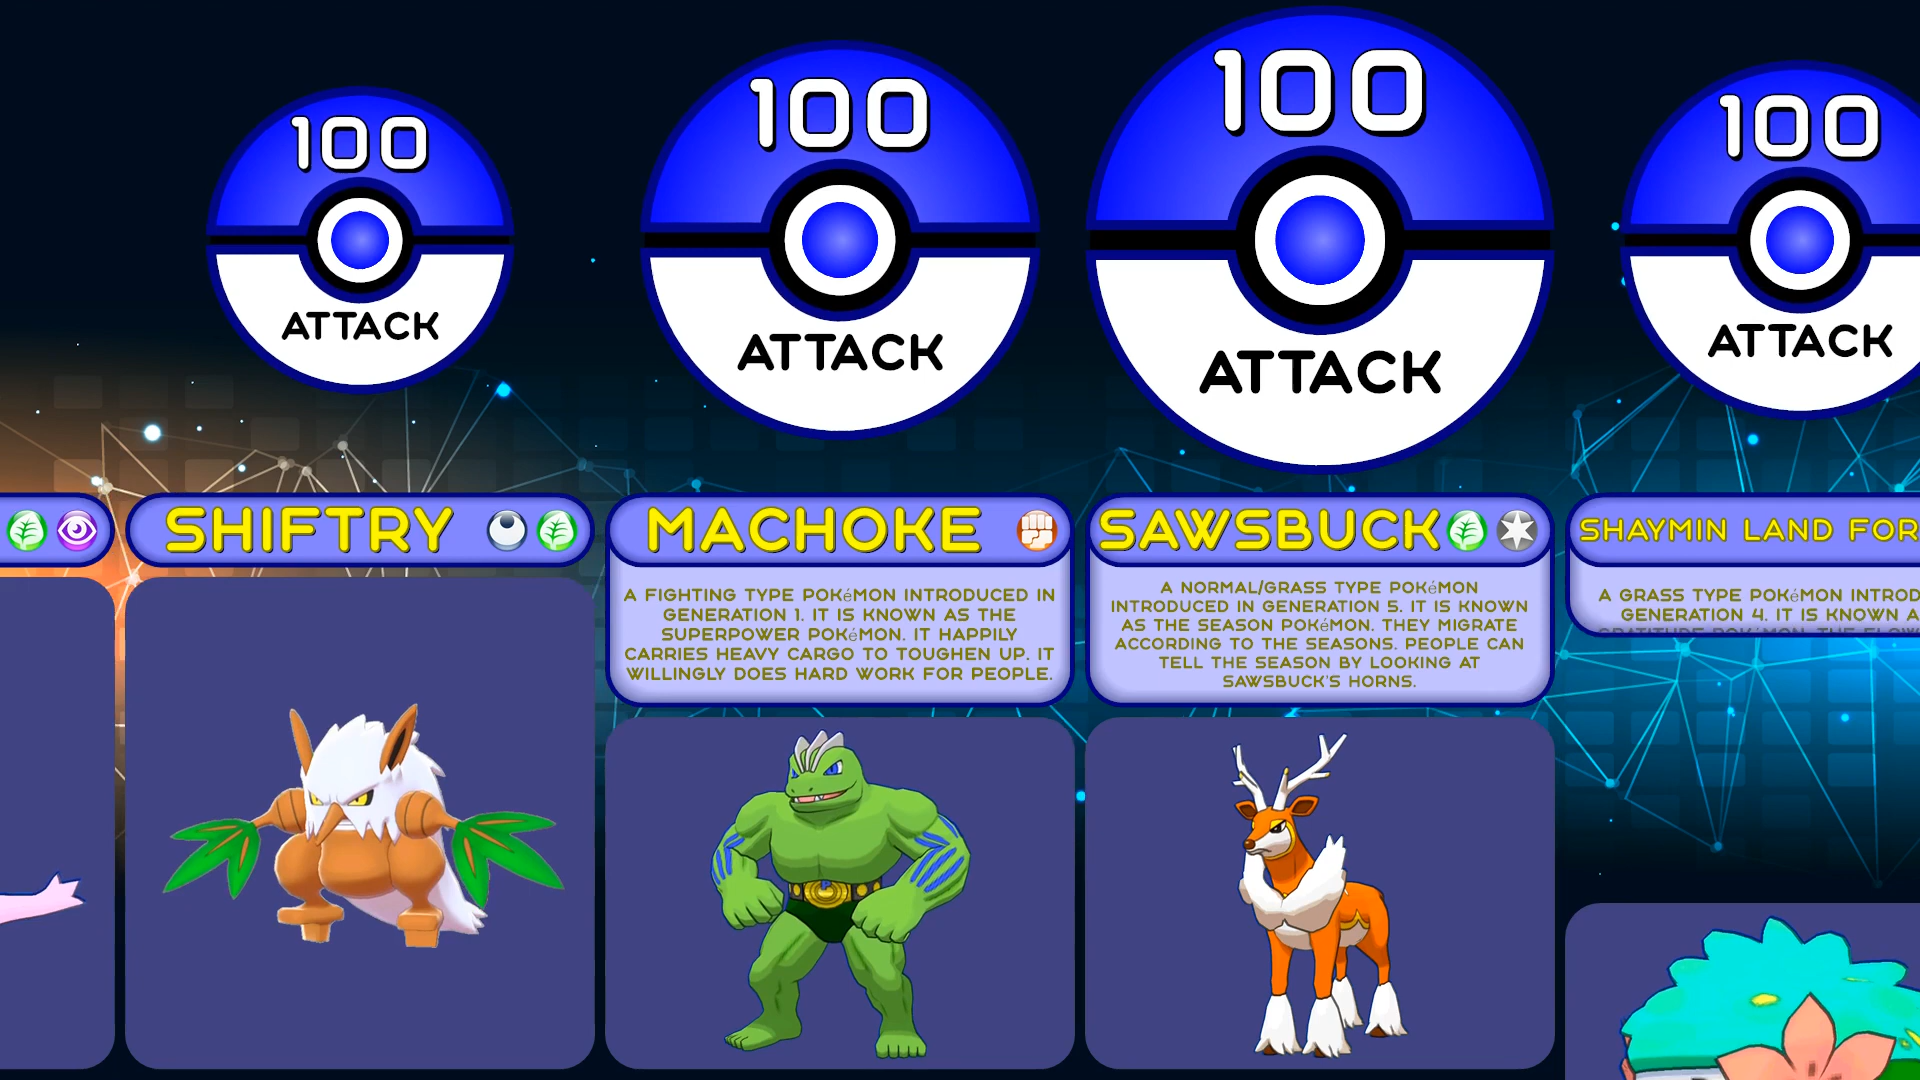 100
ATTACK
100
ATTACK
100
ATTACK
100
ATTACK
SHIFTRY
MACHOKE
A FIGHTING TYPE POKéMON INTRODUCED IN
GENERATION 1. IT IS KNOWN AS THE
SUPERPOWER POKéMON. IT HAPPILY
CARRIES HEAVY CARGO TO TOUGHEN UP. IT
WILLINGLY DOES HARD WORK FOR PEOPLE.
SAWSBUCK
A NORMAL/GRASS TYPE POKéMON
INTRODUCED IN GENERATION 5. IT IS KNOWN
AS THE SEASON POKéMON. THEY MIGRATE
ACCORDING TO THE SEASONS. PEOPLE CAN
TELL THE SEASON BY LOOKING AT
SAWSBUCK'S HORNS.
SHAYMIN LAND FOR
A GRASS TYPE POKéMON INTROD
GENERATION 4. IT IS KNOWN A
GRATITUDE POKéMON. THE FLOW